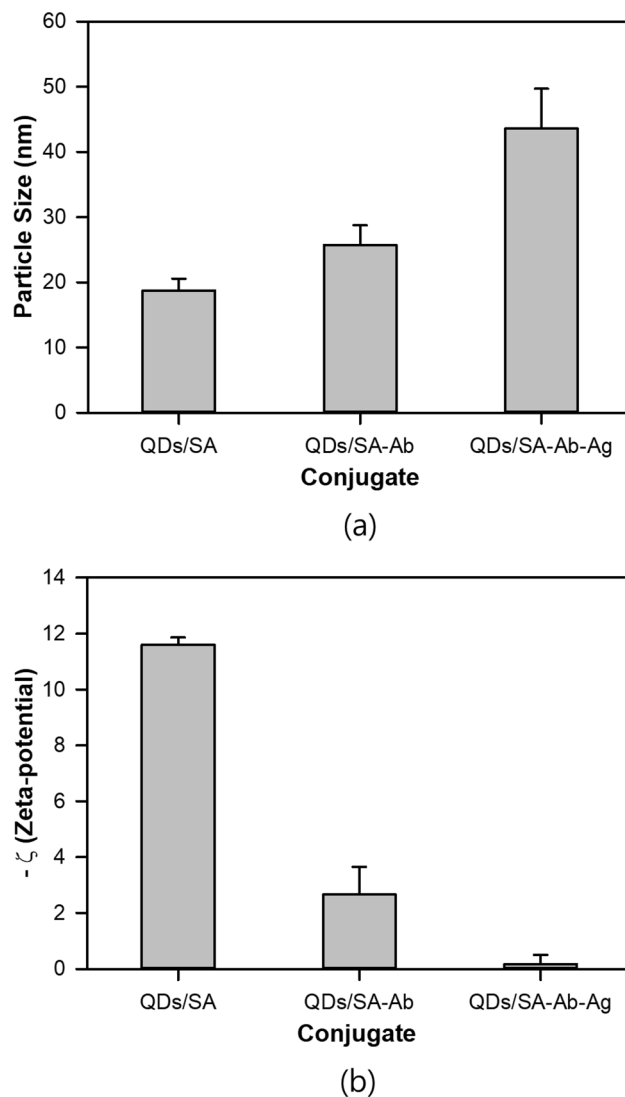 60
50
40
30
20
10
0
Particle Size (nm)
QDs/SA QDs/SA-Ab QDs/SA-Ab-Ag
Conjugate
(a)
14
12
10
8
6
4
2
0
- ζ (Zeta-potential)
QDs/SA QDs/SA-Ab QDs/SA-Ab-Ag
Conjugate
(b)